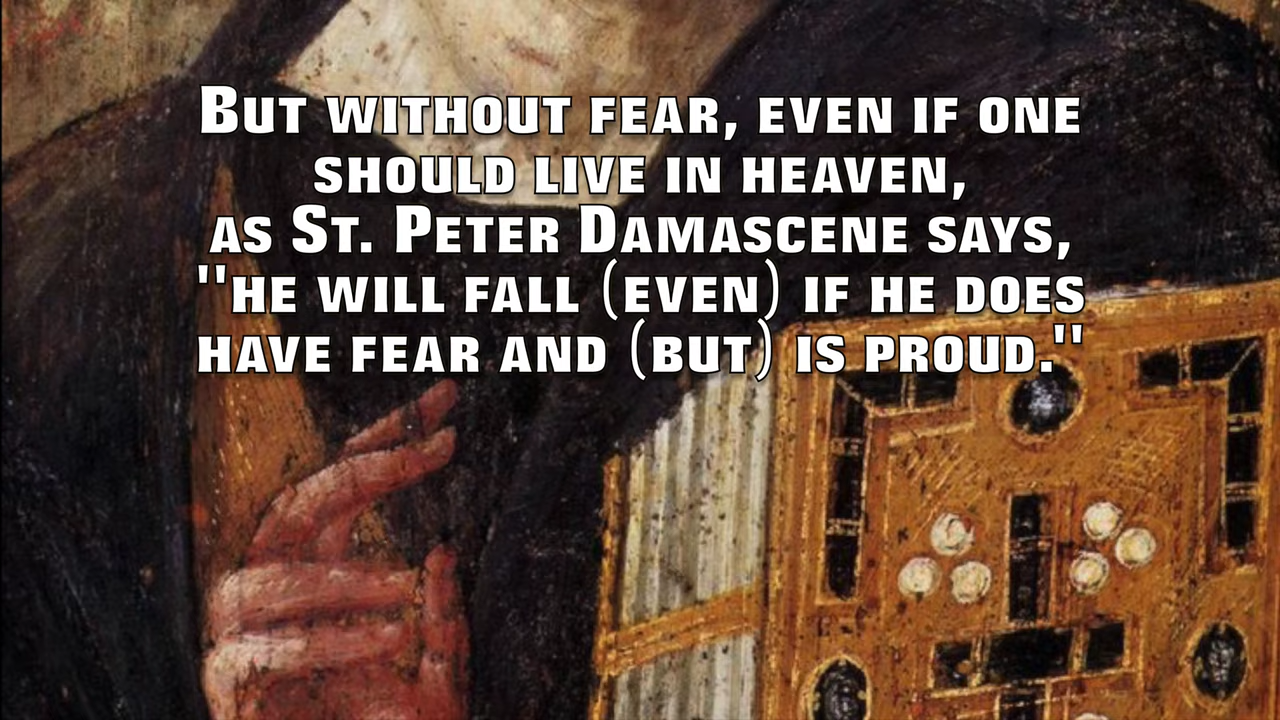 But without fear, even if one
should live in heaven,
as St. Peter Damascene says,
"he will fall (even) if he does
have fear and (but) is proud."